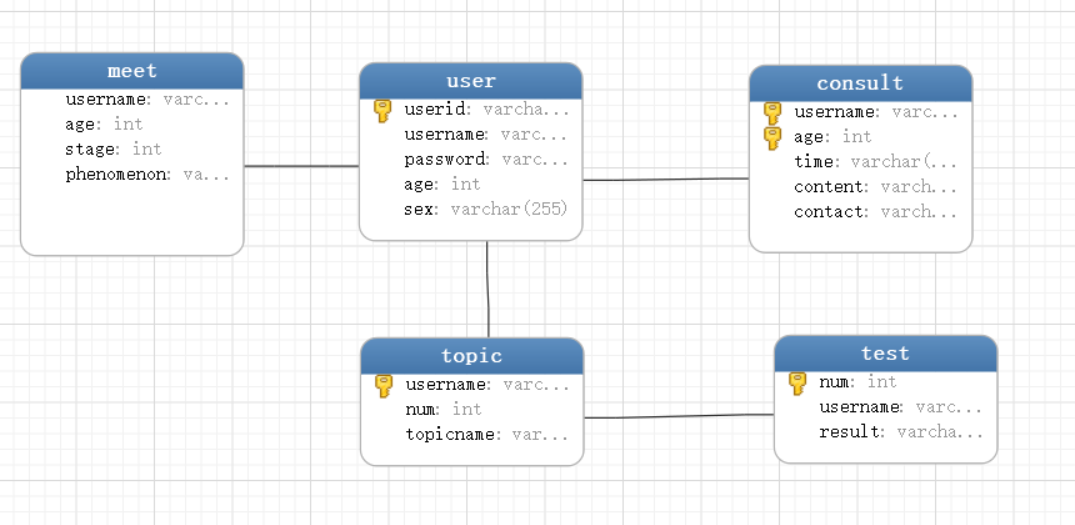 meet
username: varc...
age: int
stage: int
phenomenon: va...
user
userid: varcha...
username: varc...
password: varc...
age: int
sex: varchar(255)
consult
username: varc...
age: int
time: varchar(...
content: varch...
contact: varch...
topic
username: varc...
num: int
topicname: var...
test
num: int
username: varc...
result: varcha...